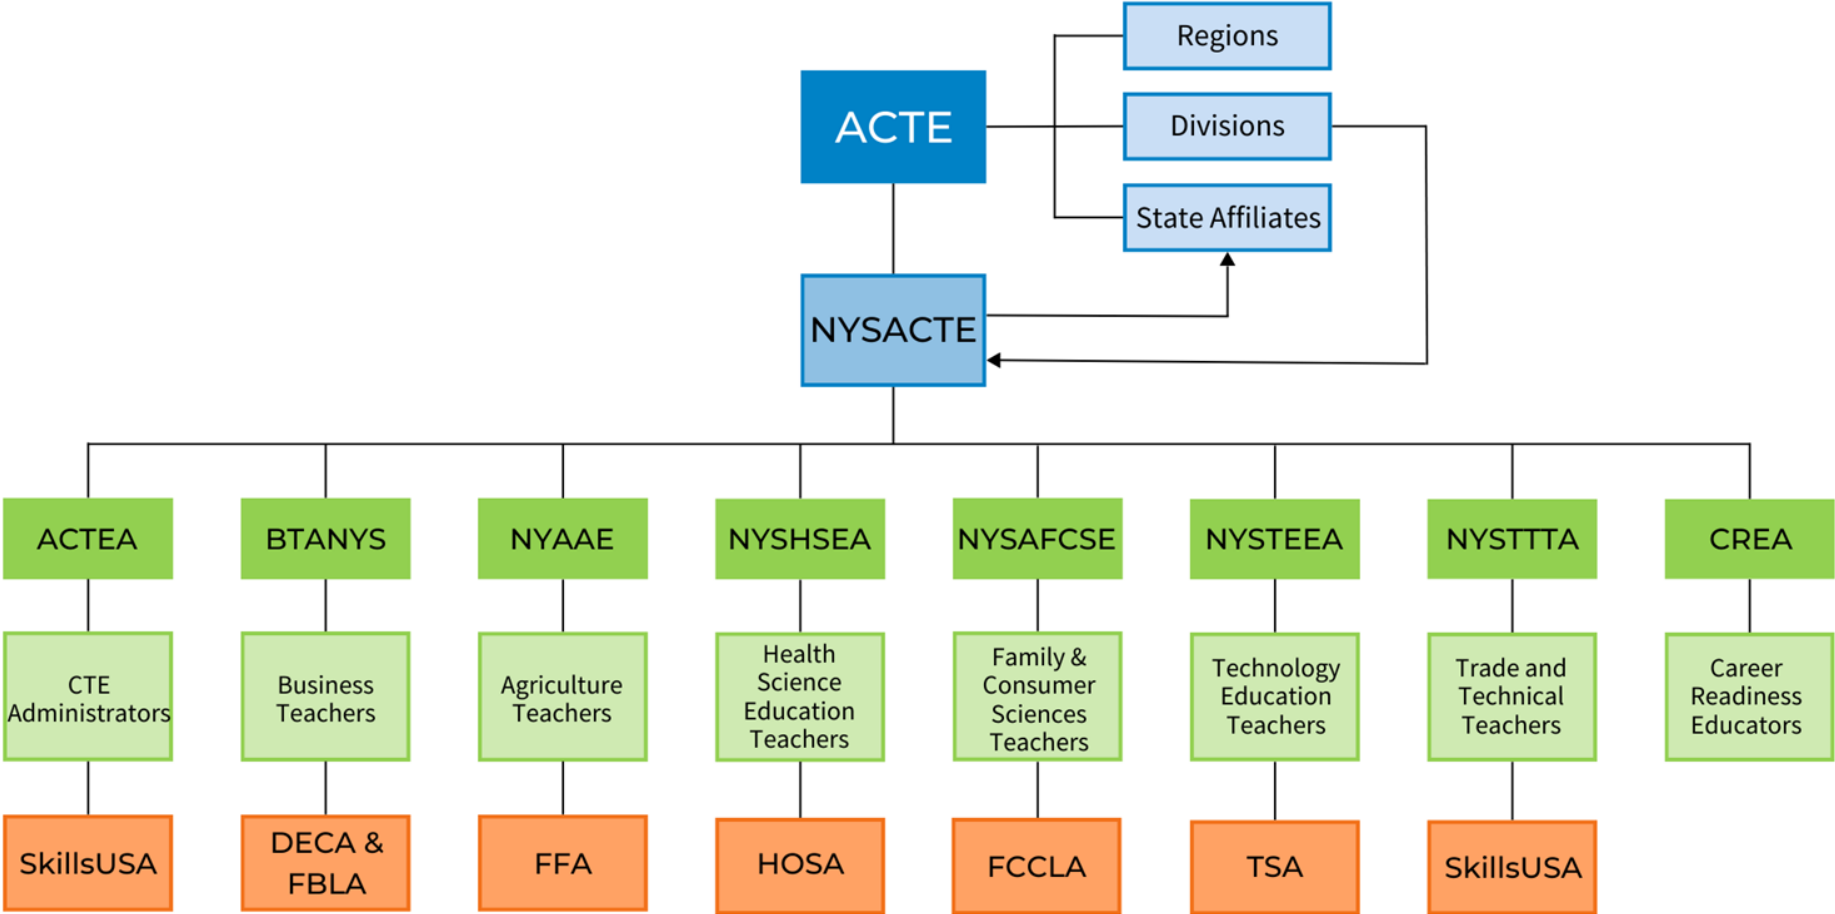 Regions
ACTE
Divisions
State Affiliates
NYSACTE
ACTEA
BTANYS
NYAAE
NYSHSEA
NYSAFCSE
NYSTEEA
NYSTTTA
CREA
CTE
Administrators
Business
Teachers
Agriculture
Teachers
Health
Science
Education
Teachers
Family &
Consumer
Sciences
Teachers
Technology
Education
Teachers
Trade and
Technical
Teachers
Career
Readiness
Educators
SkillsUSA
DECA &
FBLA
FFA
HOSA
FCCLA
TSA
SkillsUSA